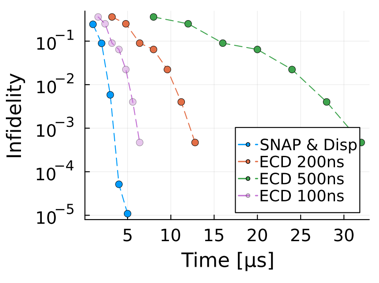 Infidelity
10⁻¹
10⁻²
10⁻³
10⁻⁴
10⁻⁵
SNAP & Disp
ECD 200ns
ECD 500ns
ECD 100ns
5 10 15 20 25 30
Time [μs]